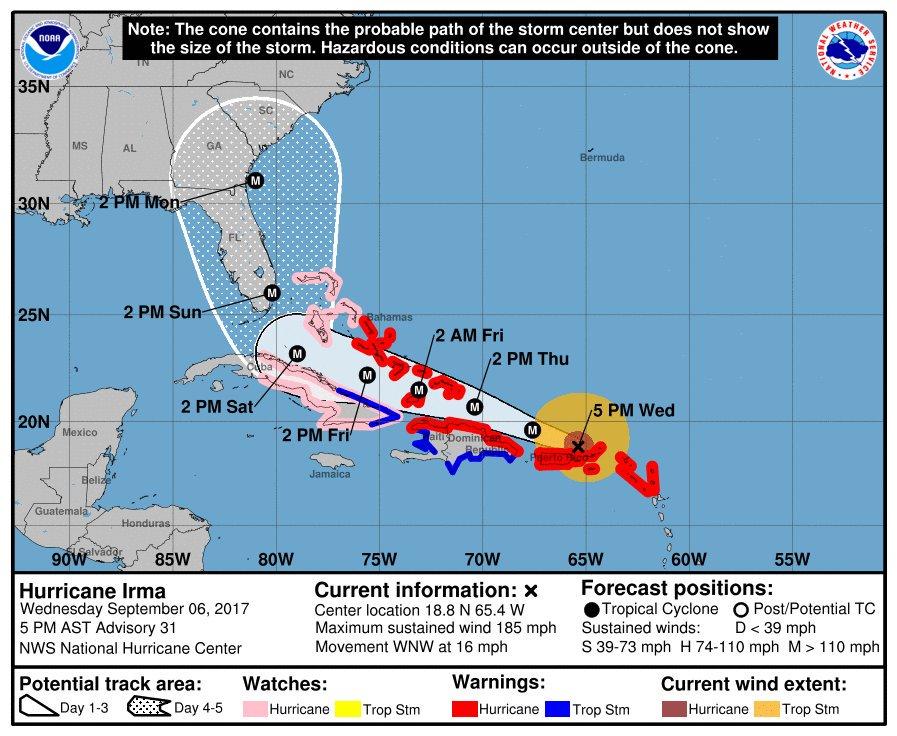 Note: The cone contains the probable path of the storm center but does not show
the size of the storm. Hazardous conditions can occur outside of the cone.
NOAA
NATIONAL WEATHER SERVICE
TN
NC
35N
SC
MS
AL
GA
Bermuda
M
2 PM Mon
30N
FL
M
2 PM Sun
25N
Bahamas
2 AM Fri
M
2 PM Thu
Cuba
M
M
2 PM Sat
M
5 PM Wed
20N
2 PM Fri
M
Mexico
Haiti
Dominican
Republic
Puerto Rico
Jamaica
Belize
Guatemala
Honduras
El Salvador
90W
85W
80W
75W
70W
65W
60W
55W
Hurricane Irma
Wednesday September 06, 2017
5 PM AST Advisory 31
NWS National Hurricane Center
Current information: ×
Center location 18.8 N 65.4 W
Maximum sustained wind 185 mph
Movement WNW at 16 mph
Forecast positions:
Tropical Cyclone Post/Potential TC
Sustained winds: D < 39 mph
S 39-73 mph H 74-110 mph M > 110 mph
Potential track area:
Day 1-3 Day 4-5
Watches:
Hurricane Trop Stm
Warnings:
Hurricane Trop Stm
Current wind extent:
Hurricane Trop Stm